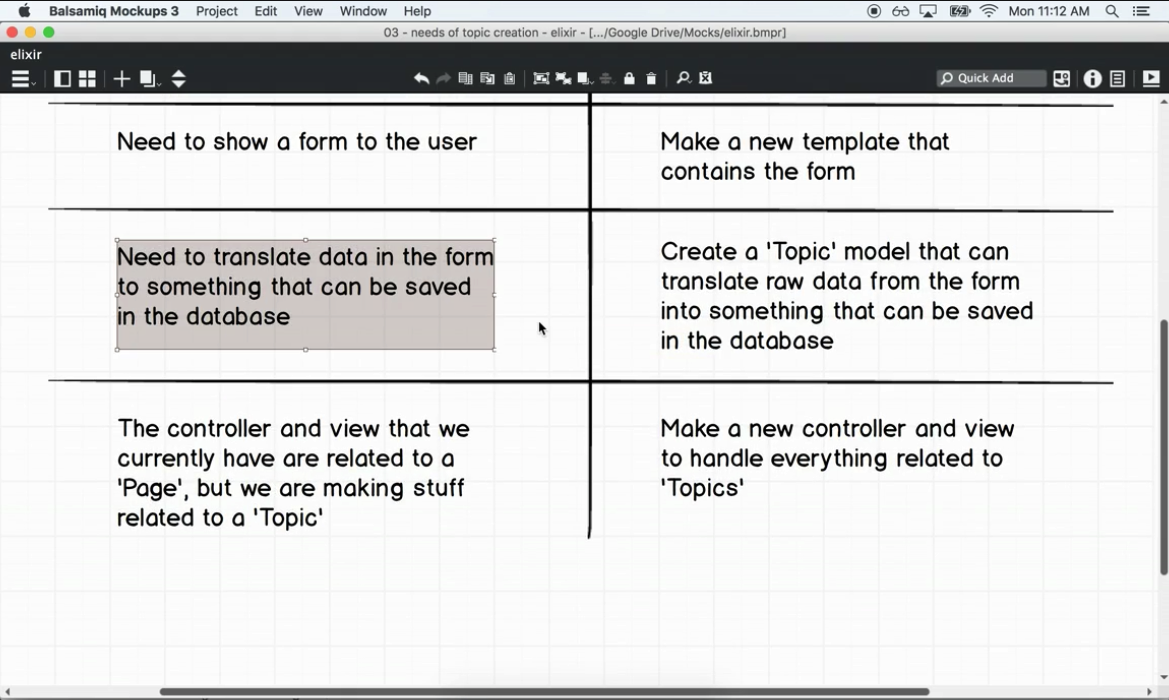 Balsamiq Mockups 3 Project Edit View Window Help Mon 11:12 AM
03 - needs of topic creation - elixir - [.../Google Drive/Mocks/elixir.bmpr]
elixir
Quick Add
Need to show a form to the user
Make a new template that
contains the form
Need to translate data in the form
to something that can be saved
in the database
Create a 'Topic' model that can
translate raw data from the form
into something that can be saved
in the database
The controller and view that we
currently have are related to a
'Page', but we are making stuff
related to a 'Topic'
Make a new controller and view
to handle everything related to
'Topics'